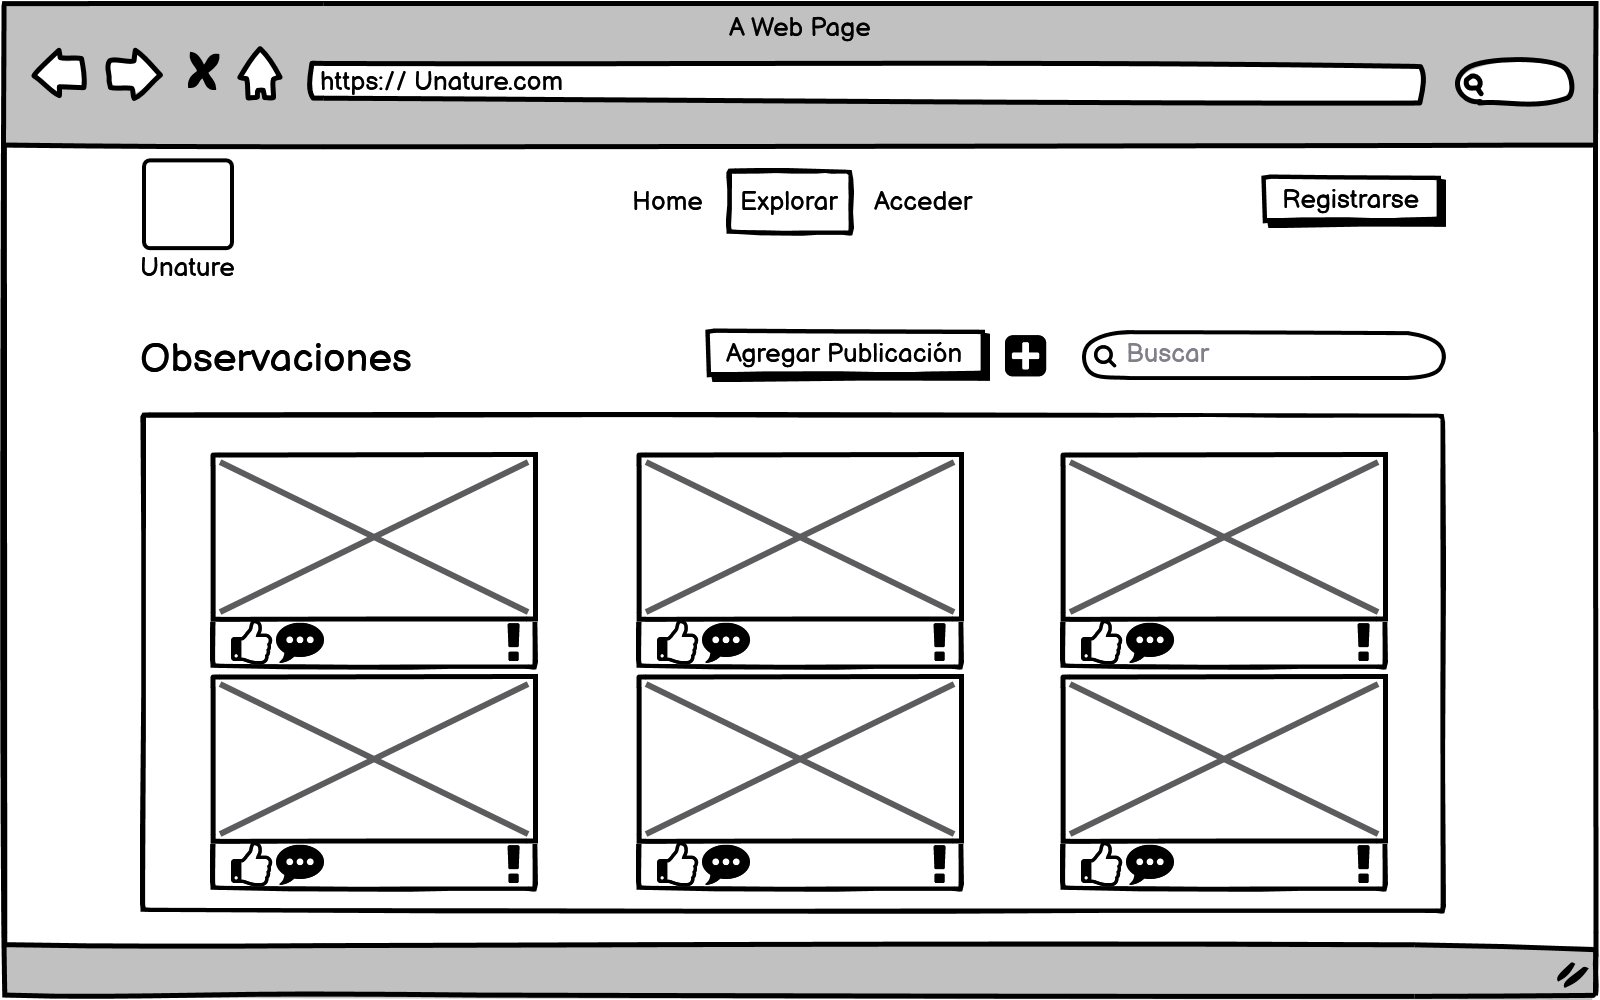 A Web Page
https:// Unature.com
Home Explorar Acceder Registrarse
Unature
Observaciones Agregar Publicación Buscar